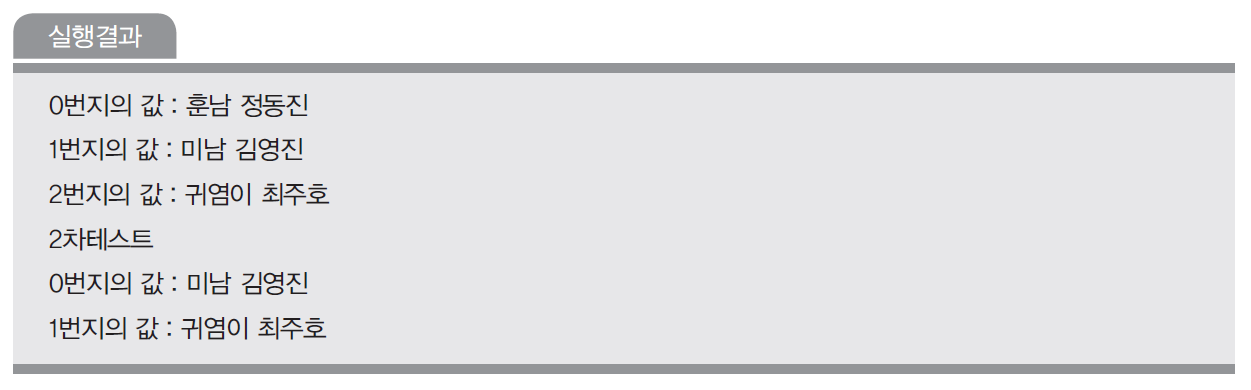 실행결과
0번지의 값 : 훈남 정동진
1번지의 값 : 미남 김영진
2번지의 값 : 귀염이 최주호
2차테스트
0번지의 값 : 미남 김영진
1번지의 값 : 귀염이 최주호